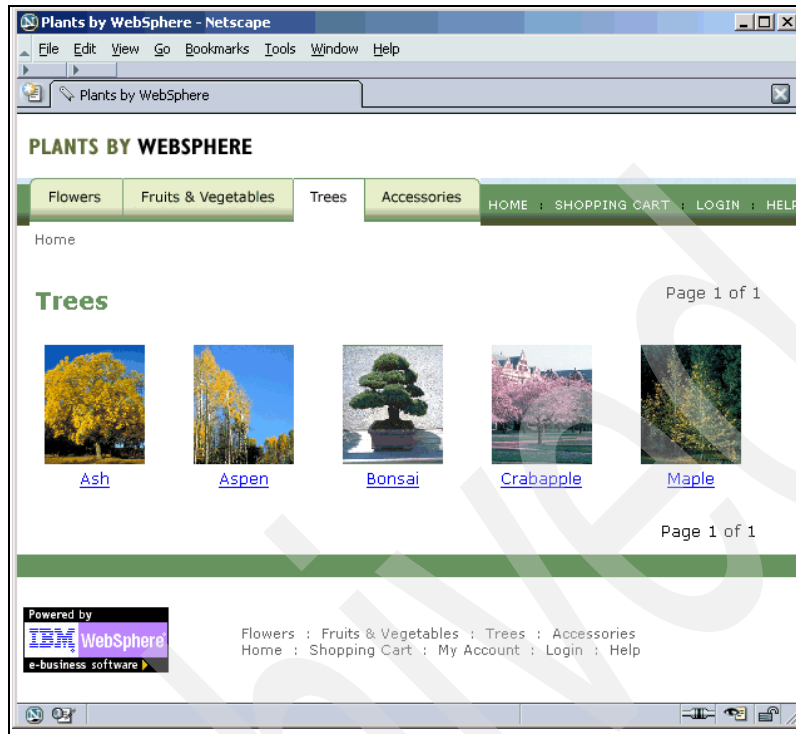 Plants by WebSphere - Netscape
File Edit View Go Bookmarks Tools Window Help
Plants by WebSphere
PLANTS BY WEBSPHERE
Flowers Fruits & Vegetables Trees Accessories HOME : SHOPPING CART : LOGIN : HELP
Home
Trees Page 1 of 1
Ash Aspen Bonsai Crabapple Maple
Page 1 of 1
Powered by
IBM WebSphere
e-business software
Flowers : Fruits & Vegetables : Trees : Accessories
Home : Shopping Cart : My Account : Login : Help